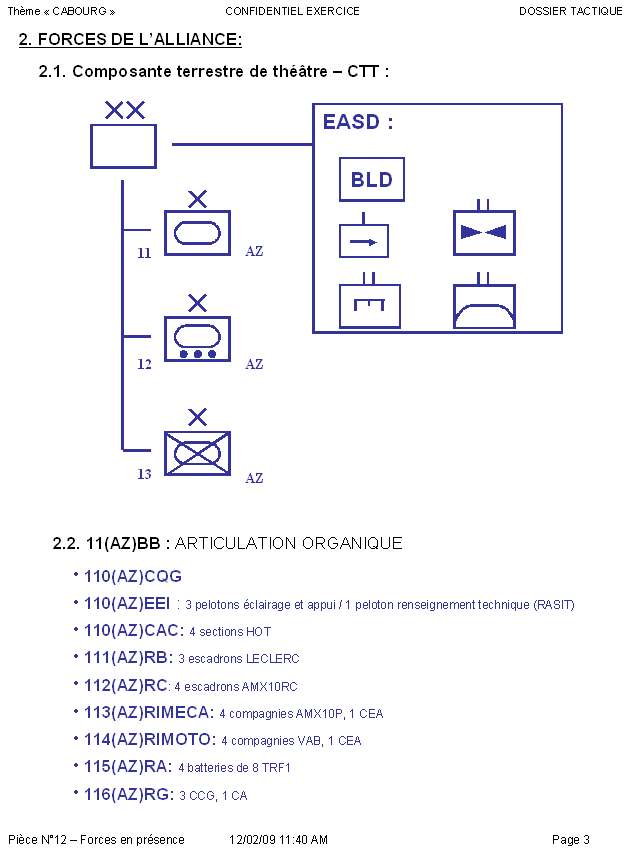 Thème « CABOURG » CONFIDENTIEL EXERCICE DOSSIER TACTIQUE
2. FORCES DE L'ALLIANCE:
2.1. Composante terrestre de théâtre – CTT :
EASD :
BLD
11 AZ
12 AZ
13 AZ
2.2. 11(AZ)BB : ARTICULATION ORGANIQUE
• 110(AZ)CQG
• 110(AZ)EEI : 3 pelotons éclairage et appui / 1 peloton renseignement technique (RASIT)
• 110(AZ)CAC: 4 sections HOT
• 111(AZ)RB: 3 escadrons LECLERC
• 112(AZ)RC: 4 escadrons AMX10RC
• 113(AZ)RIMECA: 4 compagnies AMX10P, 1 CEA
• 114(AZ)RIMOTO: 4 compagnies VAB, 1 CEA
• 115(AZ)RA: 4 batteries de 8 TRF1
• 116(AZ)RG: 3 CCG, 1 CA
Pièce N°12 – Forces en présence 12/02/09 11:40 AM Page 3